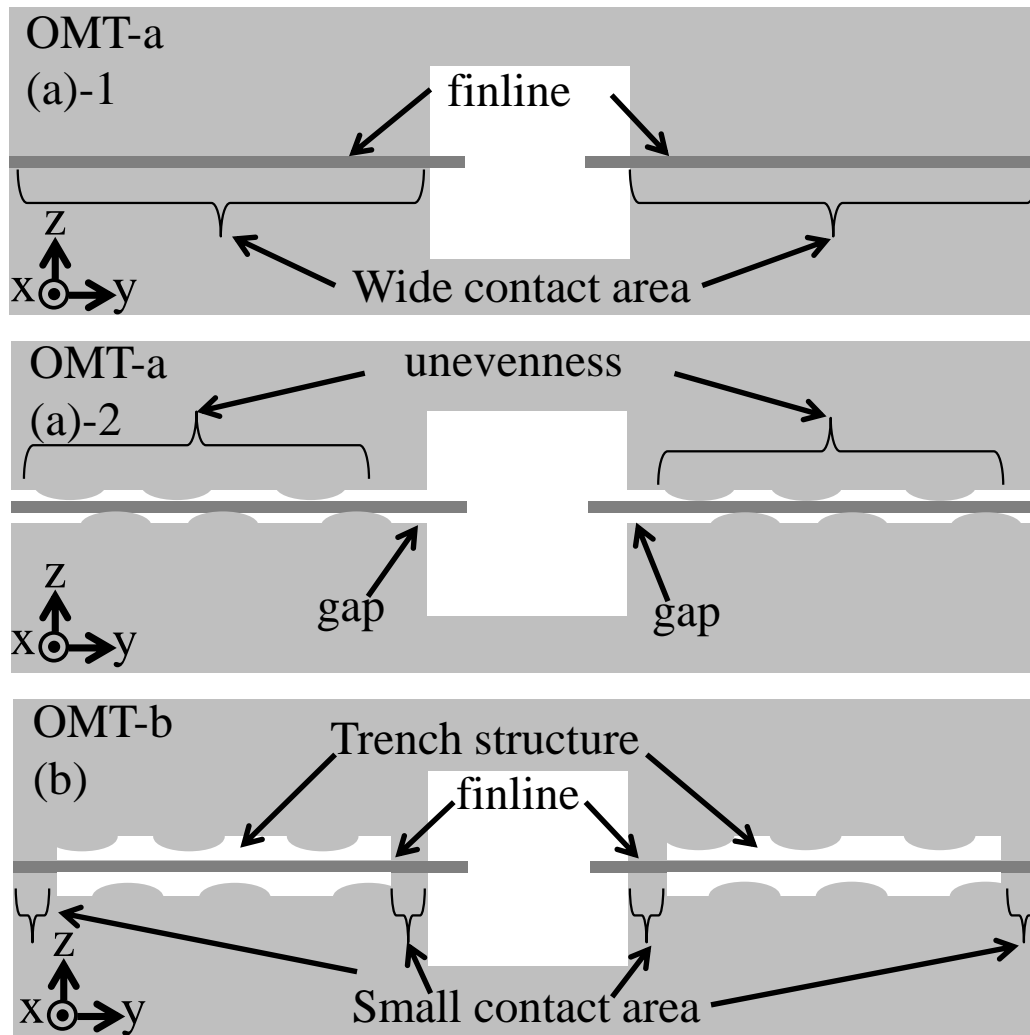 OMT-a
(a)-1
finline
Wide contact area
z
x
y
OMT-a
(a)-2
unevenness
gap
gap
z
x
y
OMT-b
(b)
Trench structure
finline
Small contact area
z
x
y